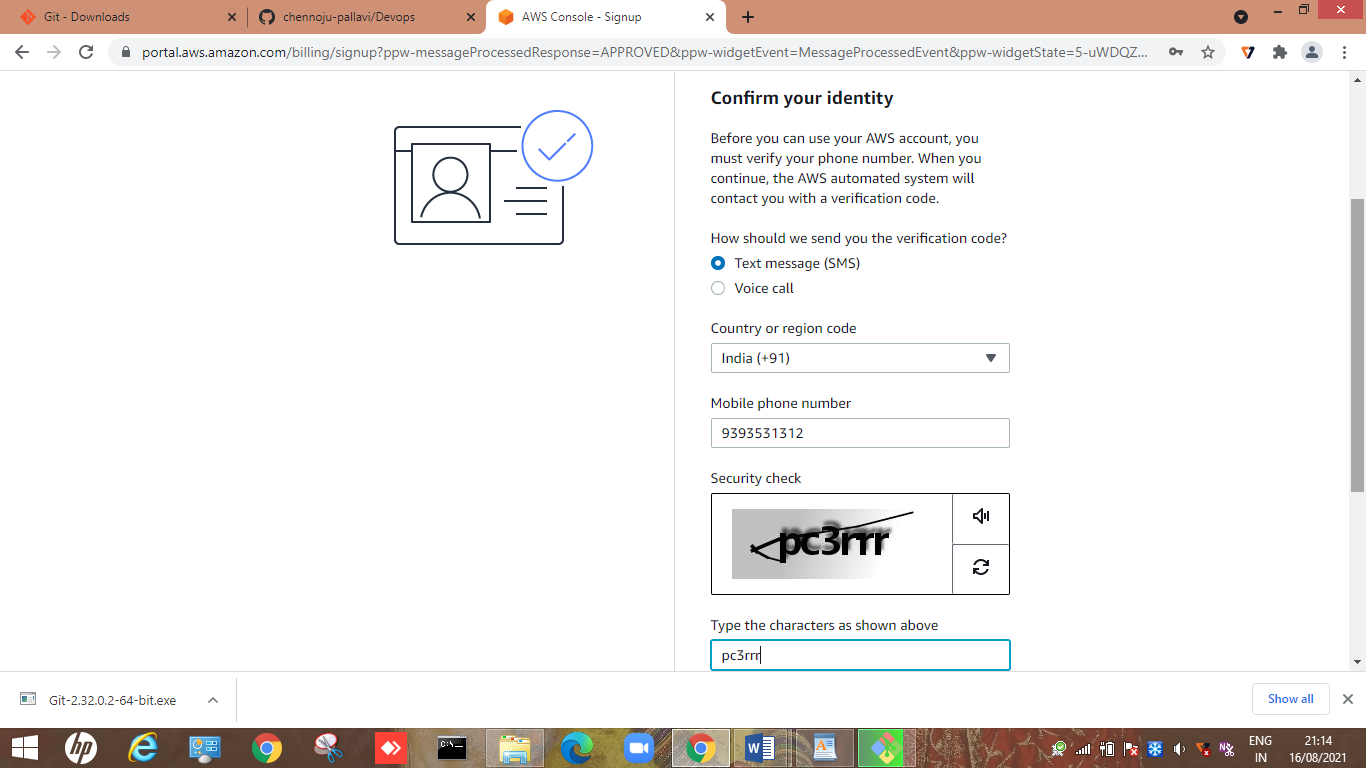 Git - Downloads
chennoju-pallavi/Devops
AWS Console - Signup
portal.aws.amazon.com/billing/signup?ppw-messageProcessedResponse=APPROVED&ppw-widgetEvent=MessageProcessedEvent&ppw-widgetState=5-uWDQZ...
Confirm your identity
Before you can use your AWS account, you
must verify your phone number. When you
continue, the AWS automated system will
contact you with a verification code.
How should we send you the verification code?
Text message (SMS)
Voice call
Country or region code
India (+91)
Mobile phone number
9393531312
Security check
pc3rrr
Type the characters as shown above
pc3rrr
Git-2.32.0.2-64-bit.exe
Show all
hp
C:\
ENG
IN
21:14
16/08/2021